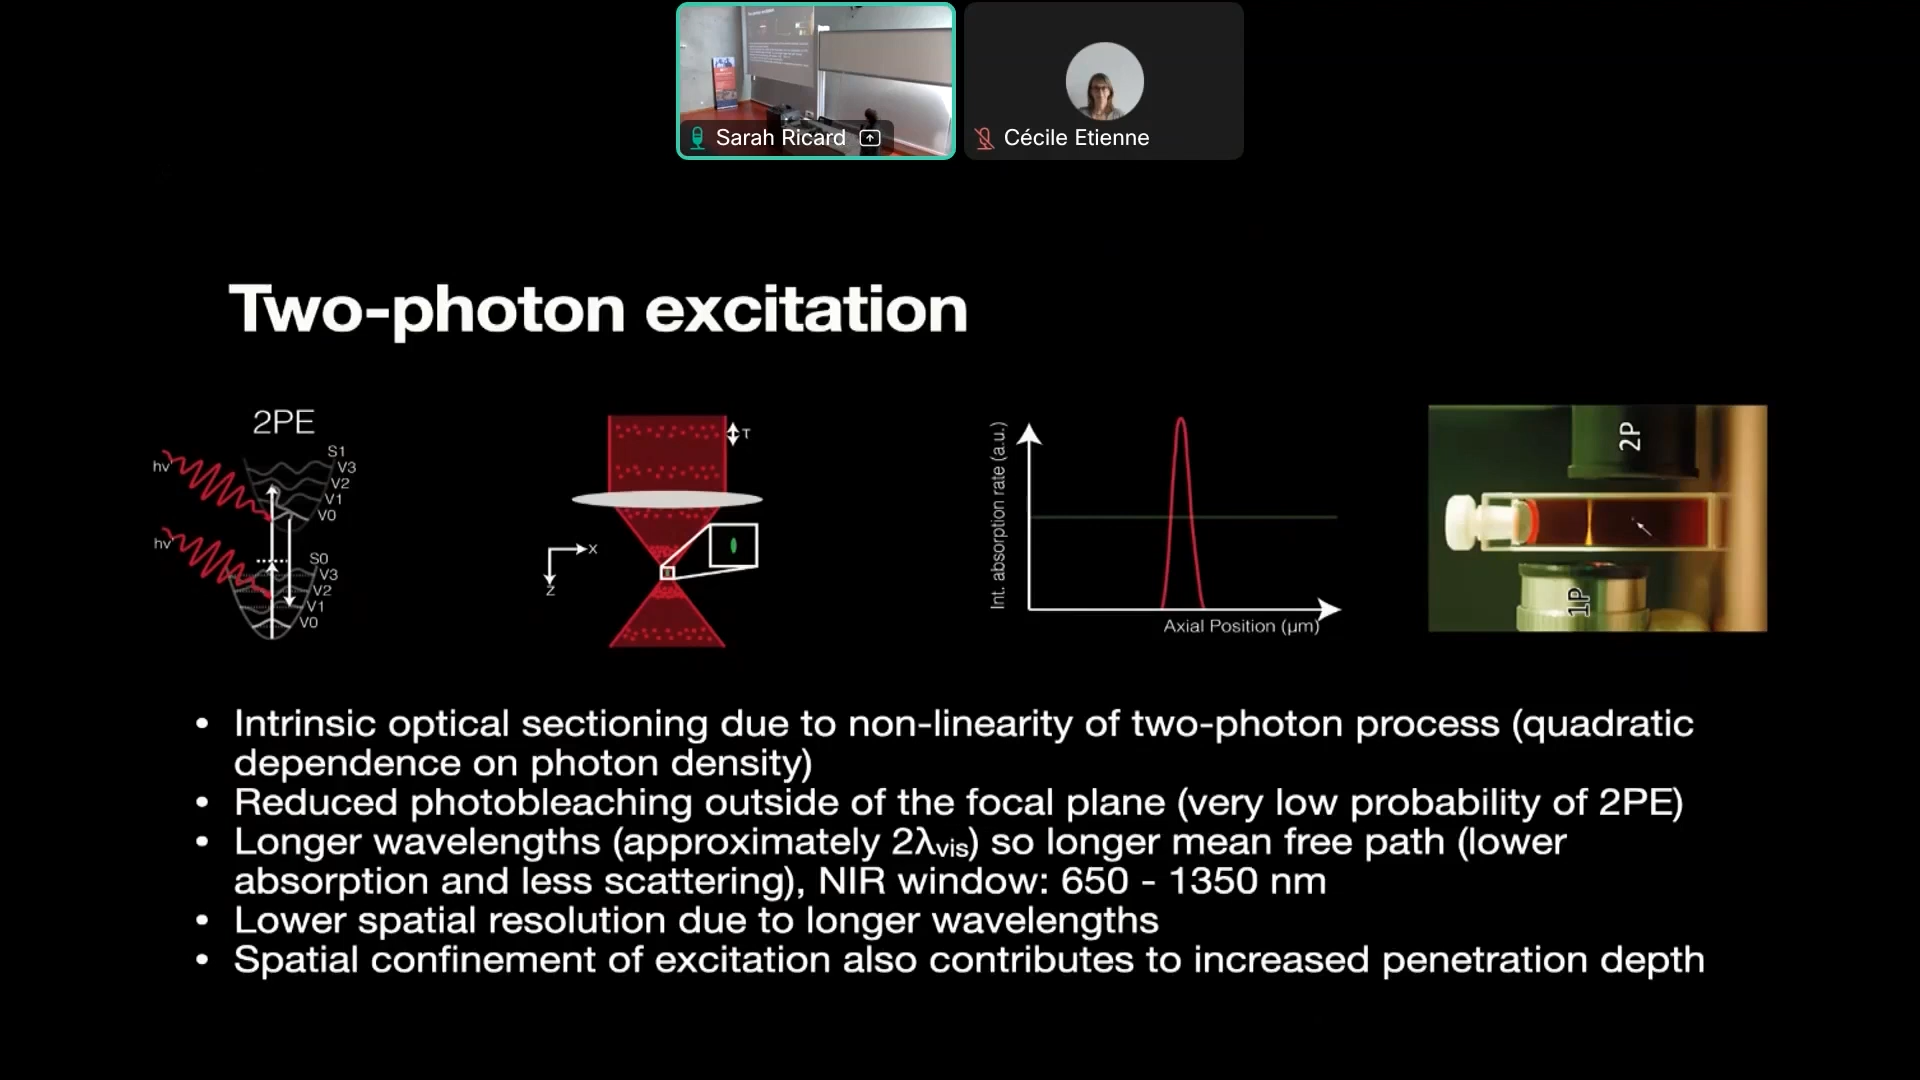 Sarah Ricard
Cécile Etienne
Two-photon excitation
2PE
S1
hv
V3
V2
V1
V0
hv
S0
V3
V2
V1
V0
T
X
Z
Int. absorption rate (a.u.)
Axial Position (μm)
2P
1P
• Intrinsic optical sectioning due to non-linearity of two-photon process (quadratic
dependence on photon density)
• Reduced photobleaching outside of the focal plane (very low probability of 2PE)
• Longer wavelengths (approximately 2λvis) so longer mean free path (lower
absorption and less scattering), NIR window: 650 - 1350 nm
• Lower spatial resolution due to longer wavelengths
• Spatial confinement of excitation also contributes to increased penetration depth